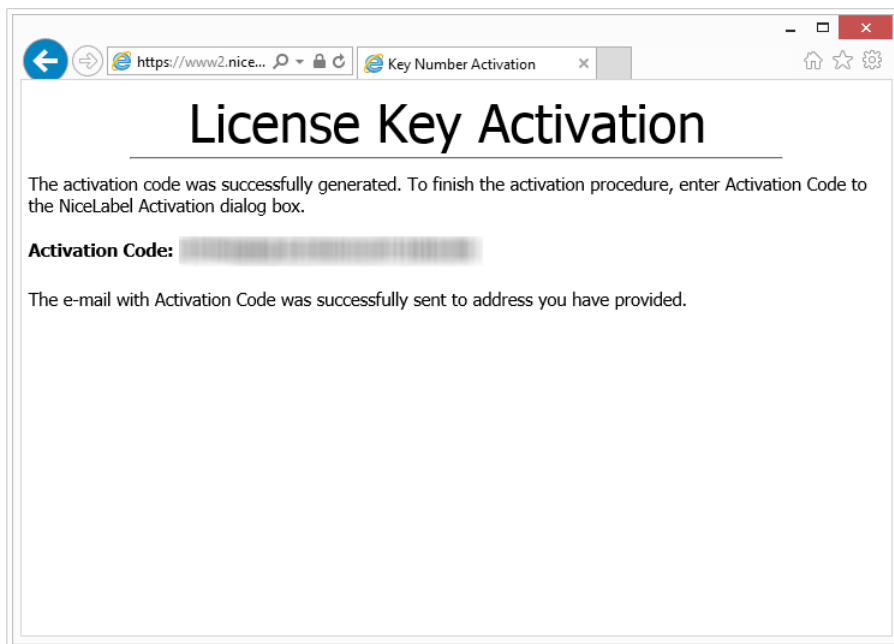 https://www2.nice...
Key Number Activation
License Key Activation
The activation code was successfully generated. To finish the activation procedure, enter Activation Code to
the NiceLabel Activation dialog box.
Activation Code:
The e-mail with Activation Code was successfully sent to address you have provided.